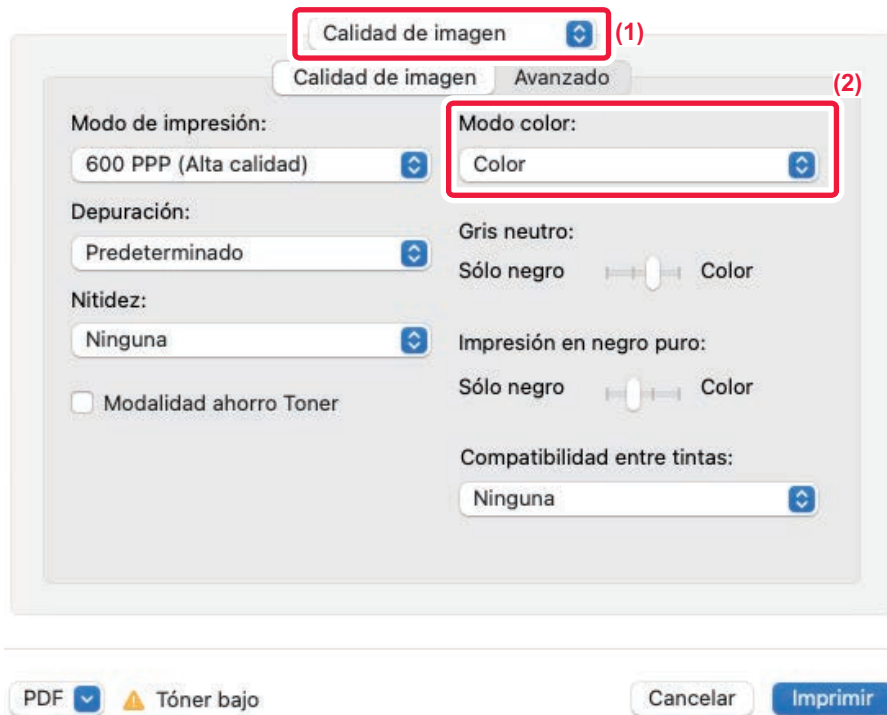 Calidad de imagen
(1)
Calidad de imagen
Avanzado
(2)
Modo de impresión:
600 PPP (Alta calidad)
Depuración:
Predeterminado
Nitidez:
Ninguna
Modalidad ahorro Toner
Modo color:
Color
Gris neutro:
Sólo negro Color
Impresión en negro puro:
Sólo negro Color
Compatibilidad entre tintas:
Ninguna
PDF
Tóner bajo
Cancelar
Imprimir